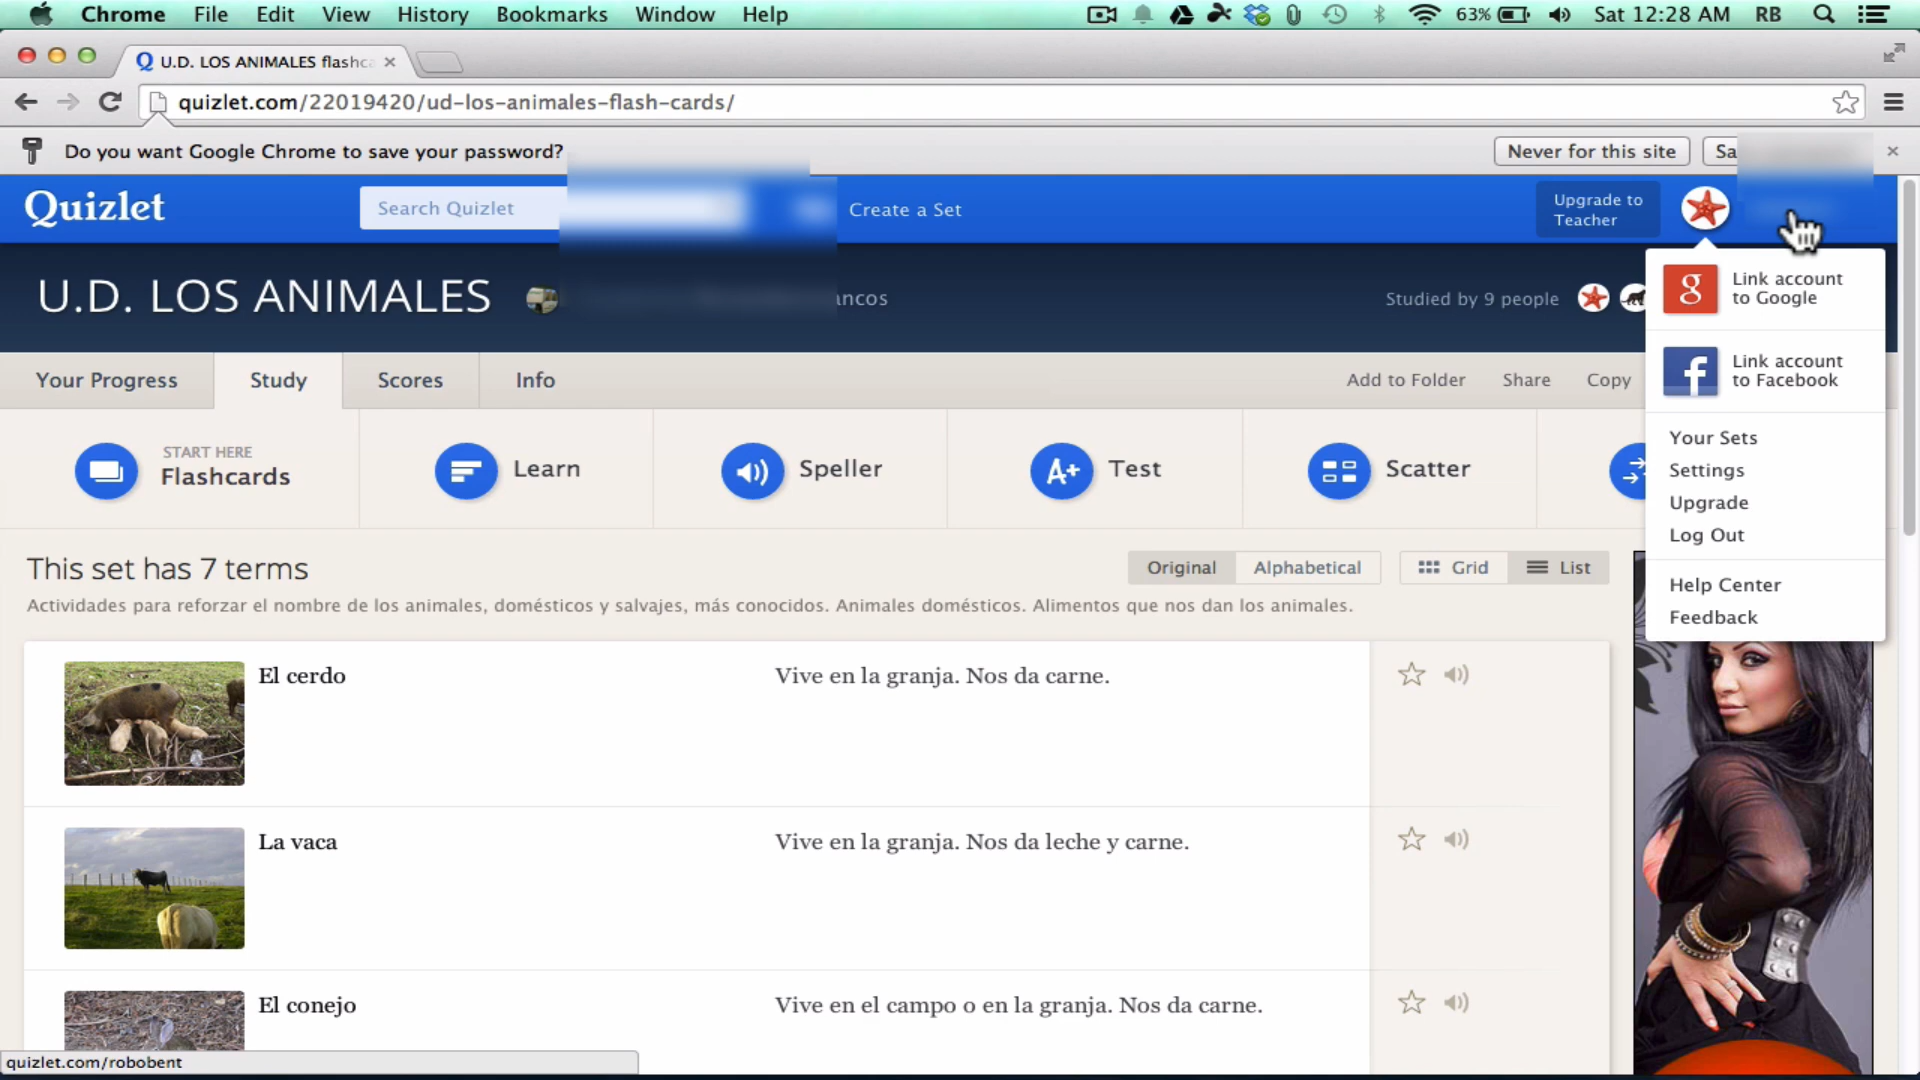 Chrome File Edit View History Bookmarks Window Help 63% Sat 12:28 AM RB
Q U.D. LOS ANIMALES flashc
quizlet.com/22019420/ud-los-animales-flash-cards/
Do you want Google Chrome to save your password? Never for this site Sa
Quizlet Search Quizlet Create a Set Upgrade to
Teacher
U.D. LOS ANIMALES ancos Studied by 9 people
Link account
to Google
Link account
to Facebook
Your Sets
Settings
Upgrade
Log Out
Help Center
Feedback
Your Progress Study Scores Info Add to Folder Share Copy
START HERE
Flashcards Learn Speller A+ Test Scatter
This set has 7 terms Original Alphabetical Grid List
Actividades para reforzar el nombre de los animales, domésticos y salvajes, más conocidos. Animales domésticos. Alimentos que nos dan los animales.
El cerdo Vive en la granja. Nos da carne.
La vaca Vive en la granja. Nos da leche y carne.
El conejo Vive en el campo o en la granja. Nos da carne.
quizlet.com/robobent